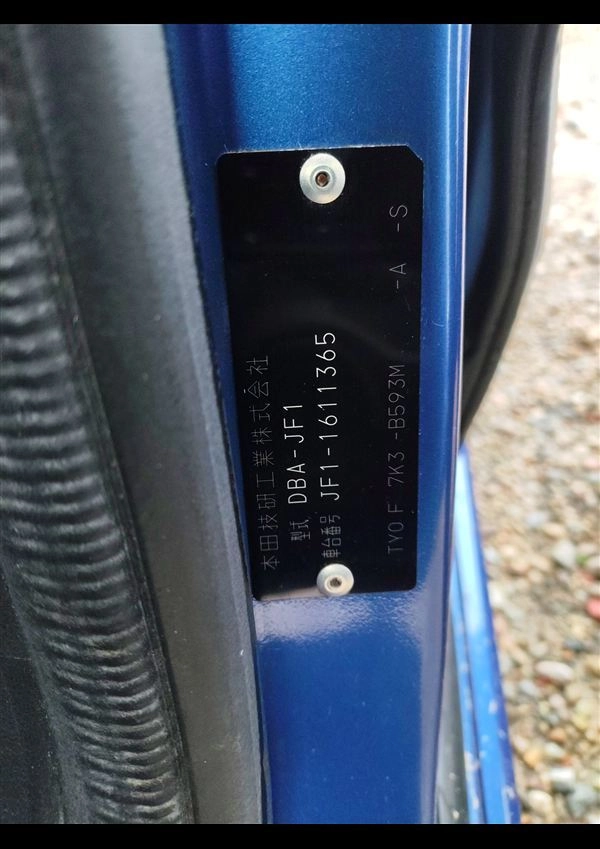 本田技研工業株式会社
型式 DBA-JF1
車台番号 JF1-1611365
TY0F 7K3 -B593M -A -S